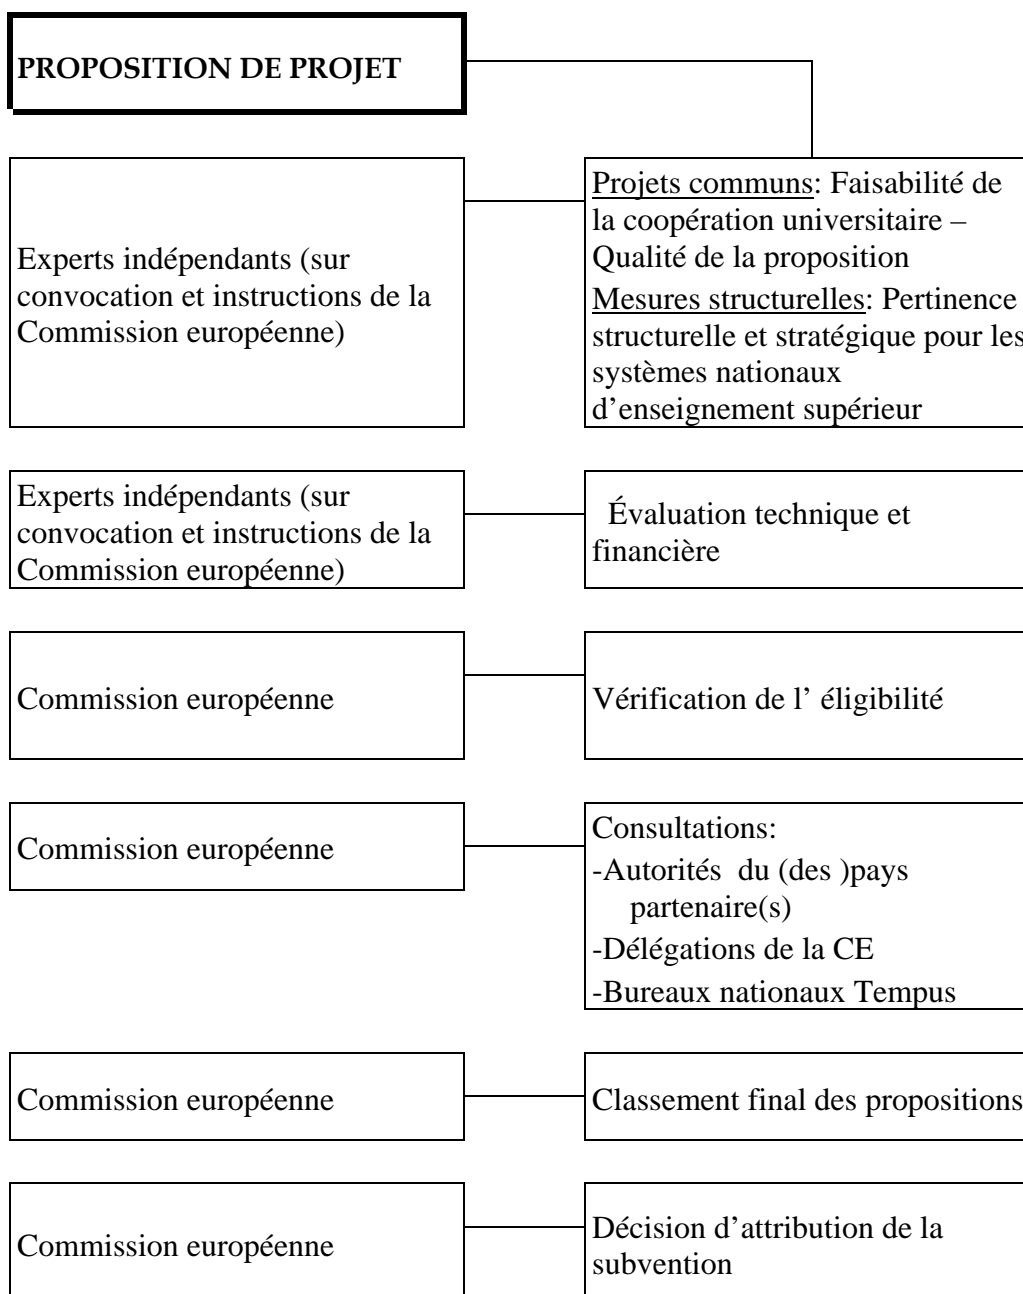 PROPOSITION DE PROJET
Experts indépendants (sur
convocation et instructions de la
Commission européenne)
Projets communs: Faisabilité de
la coopération universitaire –
Qualité de la proposition
Mesures structurelles: Pertinence
structurelle et stratégique pour les
systèmes nationaux
d’enseignement supérieur
Experts indépendants (sur
convocation et instructions de la
Commission européenne)
Évaluation technique et
financière
Commission européenne
Vérification de l’ éligibilité
Commission européenne
Consultations:
-Autorités du (des )pays
partenaire(s)
-Délégations de la CE
-Bureaux nationaux Tempus
Commission européenne
Classement final des propositions
Commission européenne
Décision d’attribution de la
subvention